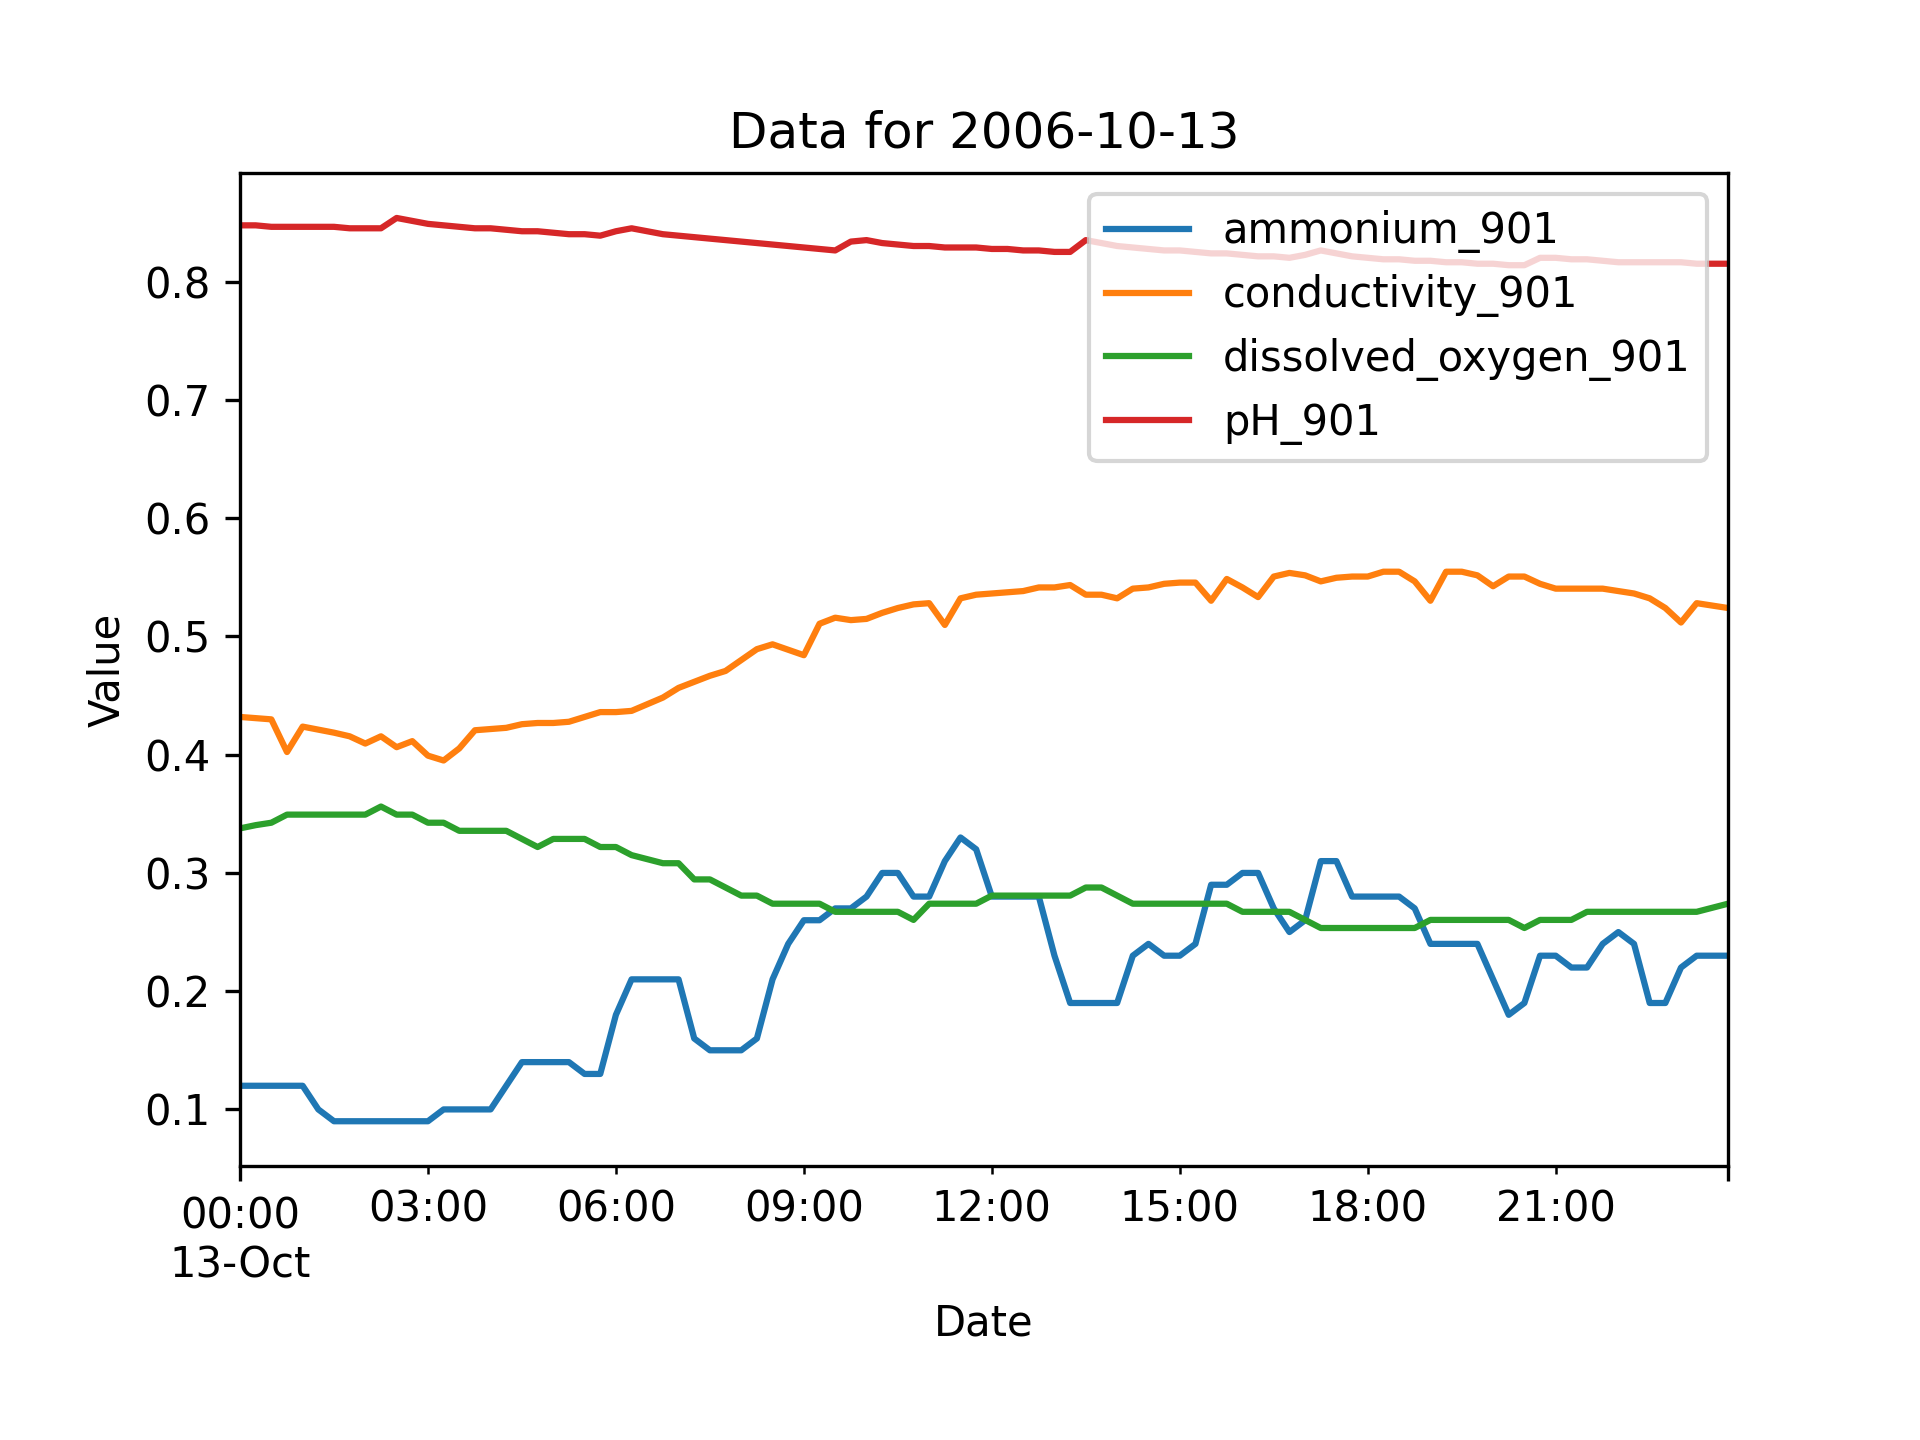 Data for 2006-10-13
ammonium_901
conductivity_901
dissolved_oxygen_901
pH_901
Value
0.8
0.7
0.6
0.5
0.4
0.3
0.2
0.1
00:00 03:00 06:00 09:00 12:00 15:00 18:00 21:00
13-Oct
Date